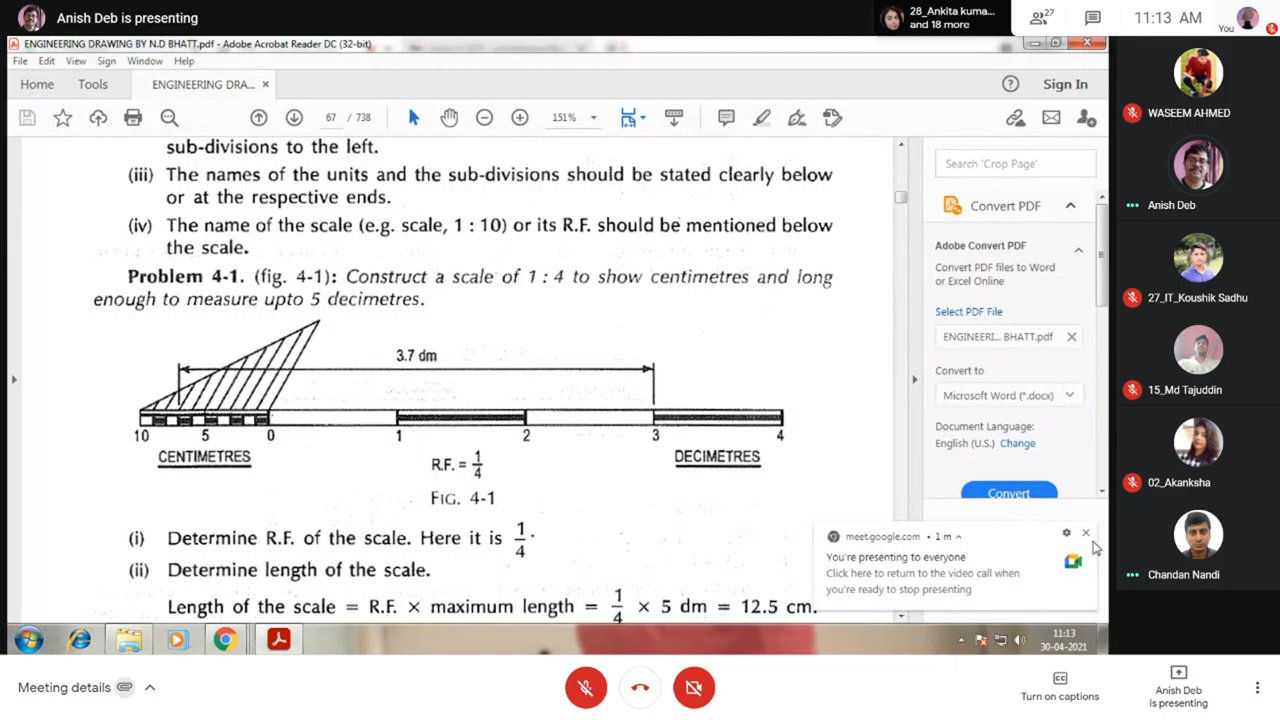 Anish Deb is presenting
28_Ankita kuma...
and 18 more
27
11:13 AM
You
ENGINEERING DRAWING BY N.D BHATT.pdf - Adobe Acrobat Reader DC (32-bit)
File Edit View Sign Window Help
Home Tools ENGINEERING DRA... × Sign In
67 / 738 151%
sub-divisions to the left.
(iii) The names of the units and the sub-divisions should be stated clearly below
or at the respective ends.
(iv) The name of the scale (e.g. scale, 1 : 10) or its R.F. should be mentioned below
the scale.
Problem 4-1. (fig. 4-1): Construct a scale of 1 : 4 to show centimetres and long
enough to measure upto 5 decimetres.
3.7 dm
10 5 0 1 2 3 4
CENTIMETRES R.F. = 1/4 DECIMETRES
FIG. 4-1
(i) Determine R.F. of the scale. Here it is 1/4.
(ii) Determine length of the scale.
Length of the scale = R.F. × maximum length = 1/4 × 5 dm = 12.5 cm.
Search 'Crop Page'
Convert PDF
Adobe Convert PDF
Convert PDF files to Word
or Excel Online
Select PDF File
ENGINEERI... BHATT.pdf
Convert to
Microsoft Word (*.docx)
Document Language:
English (U.S.) Change
Convert
meet.google.com • 1 m
You're presenting to everyone
Click here to return to the video call when
you're ready to stop presenting
11:13
30-04-2021
WASEEM AHMED
Anish Deb
27_IT_Koushik Sadhu
15_Md Tajuddin
02_Akanksha
Chandan Nandi
Meeting details
Turn on captions
Anish Deb
is presenting